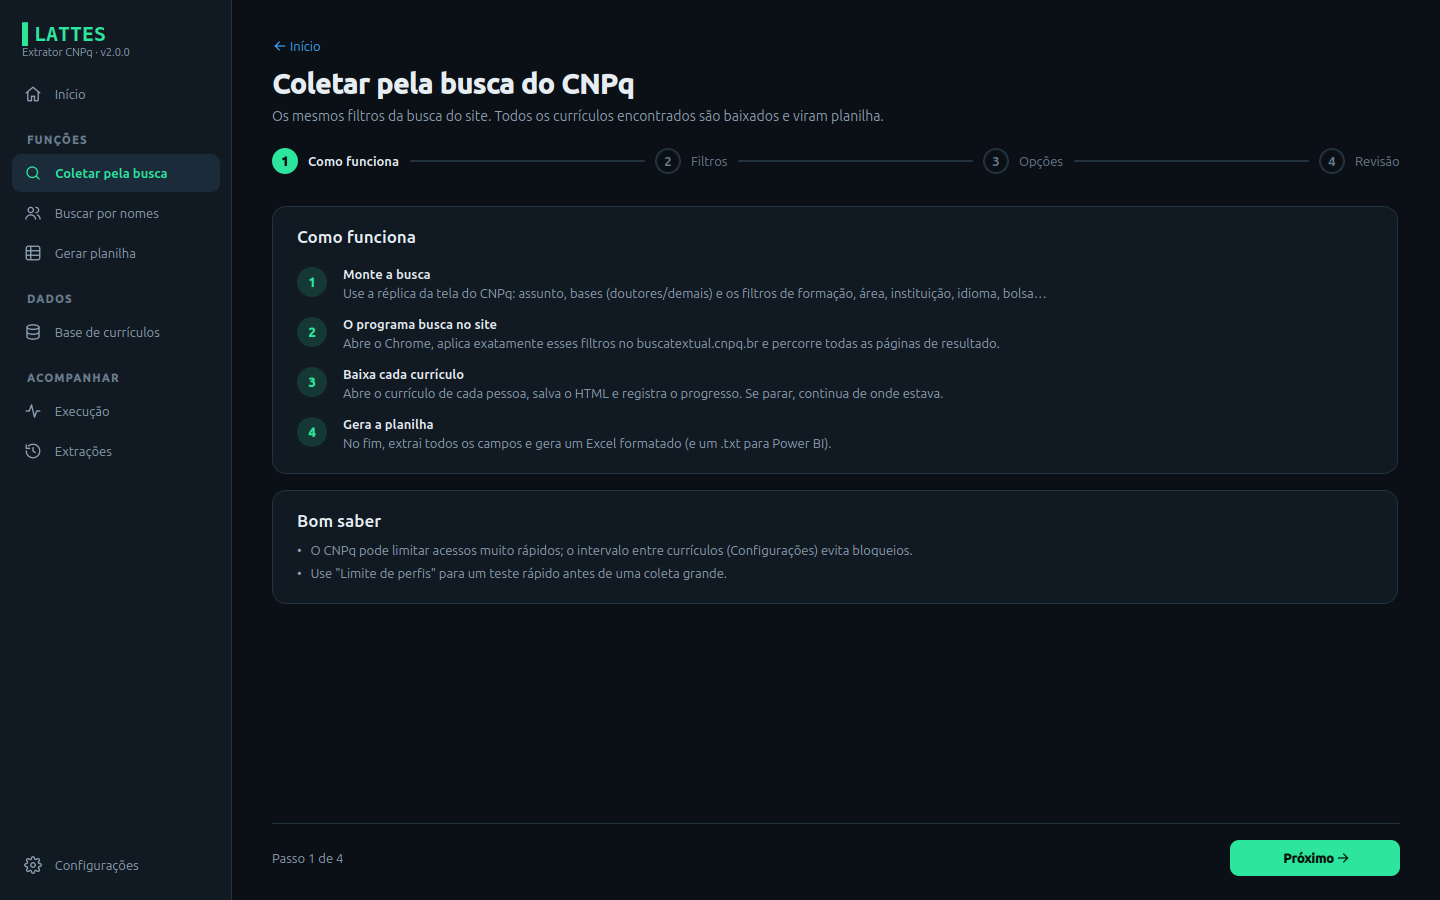 LATTES
Extrator CNPq · v2.0.0
Início
FUNÇÕES
Coletar pela busca
Buscar por nomes
Gerar planilha
DADOS
Base de currículos
ACOMPANHAR
Execução
Extrações
Configurações
← Início
Coletar pela busca do CNPq
Os mesmos filtros da busca do site. Todos os currículos encontrados são baixados e viram planilha.
1 Como funciona 2 Filtros 3 Opções 4 Revisão
Como funciona
1 Monte a busca
Use a réplica da tela do CNPq: assunto, bases (doutores/demais) e os filtros de formação, área, instituição, idioma, bolsa…
2 O programa busca no site
Abre o Chrome, aplica exatamente esses filtros no buscatextual.cnpq.br e percorre todas as páginas de resultado.
3 Baixa cada currículo
Abre o currículo de cada pessoa, salva o HTML e registra o progresso. Se parar, continua de onde estava.
4 Gera a planilha
No fim, extrai todos os campos e gera um Excel formatado (e um .txt para Power BI).
Bom saber
• O CNPq pode limitar acessos muito rápidos; o intervalo entre currículos (Configurações) evita bloqueios.
• Use "Limite de perfis" para um teste rápido antes de uma coleta grande.
Passo 1 de 4
Próximo →